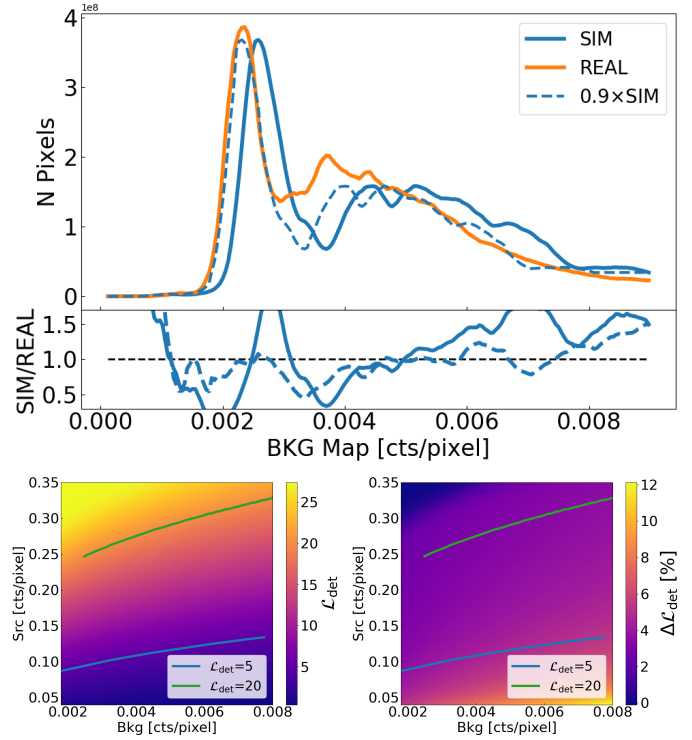 1e8
4
3
2
1
0
N Pixels
SIM
REAL
0.9×SIM
1.5
1.0
0.5
SIM/REAL
0.000 0.002 0.004 0.006 0.008
BKG Map [cts/pixel]
0.35
0.30
0.25
0.20
0.15
0.10
0.05
Src [cts/pixel]
ℒdet=5
ℒdet=20
0.002 0.004 0.006 0.008
Bkg [cts/pixel]
25
20
15
10
5
ℒdet
0.35
0.30
0.25
0.20
0.15
0.10
0.05
Src [cts/pixel]
ℒdet=5
ℒdet=20
0.002 0.004 0.006 0.008
Bkg [cts/pixel]
12
10
8
6
4
2
0
Δℒdet [%]